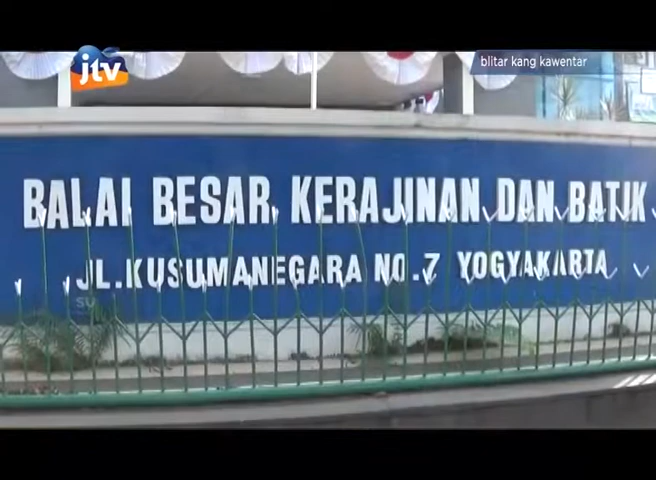 jtv
blitar kang kawentar
BALAI BESAR KERAJINAN DAN BATIK
JL.KUSUMANEGARA NO.7 YOGYAKARTA